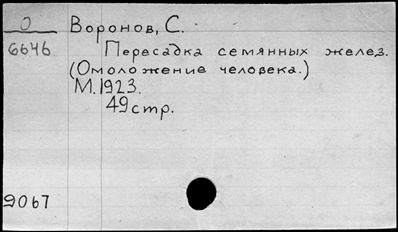 О Воронов, С.
6646 Пересадка семянных желез.
(Омоложение человека.)
М. 1923.
49 стр.
9067